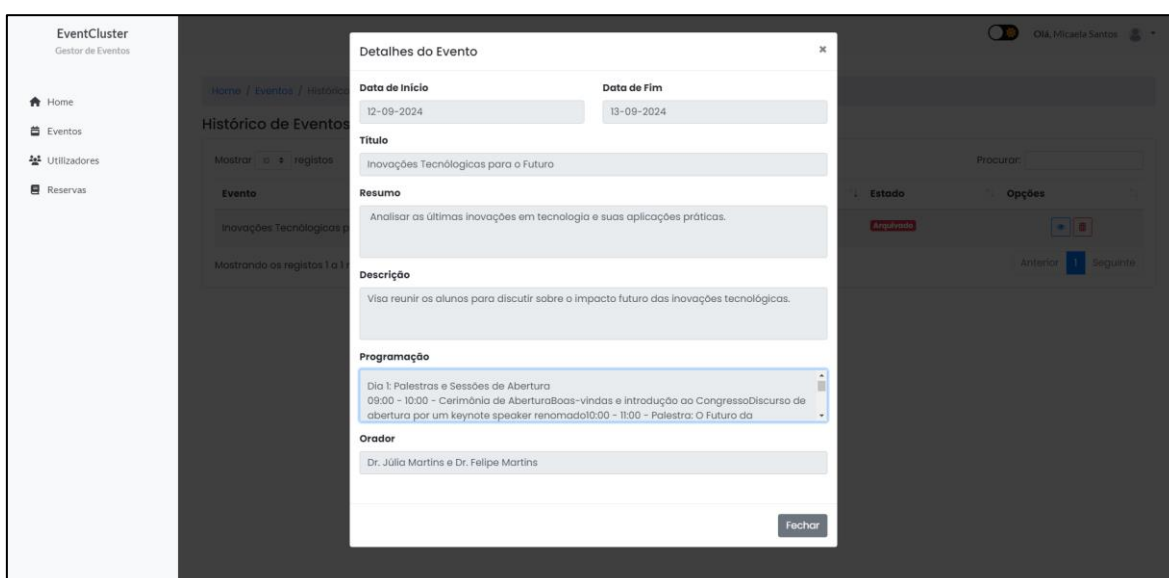 EventCluster
Gestor de Eventos
Home
Eventos
Utilizadores
Reservas
Olá, Micaela Santos
Home / Eventos / Histórico
Histórico de Eventos
Mostrar 10 registos
Procurar:
Evento
Estado
Opções
Inovações Tecnólogicas p
Arquivado
Mostrando os registos 1 a 1
Anterior 1 Seguinte
Detalhes do Evento ×
Data de Início
Data de Fim
12-09-2024
13-09-2024
Título
Inovações Tecnólogicas para o Futuro
Resumo
Analisar as últimas inovações em tecnologia e suas aplicações práticas.
Descrição
Visa reunir os alunos para discutir sobre o impacto futuro das inovações tecnológicas.
Programação
Dia 1: Palestras e Sessões de Abertura
09:00 - 10:00 - Cerimônia de AberturaBoas-vindas e introdução ao CongressoDiscurso de
abertura por um keynote speaker renomado10:00 - 11:00 - Palestra: O Futuro da
Orador
Dr. Júlia Martins e Dr. Felipe Martins
Fechar